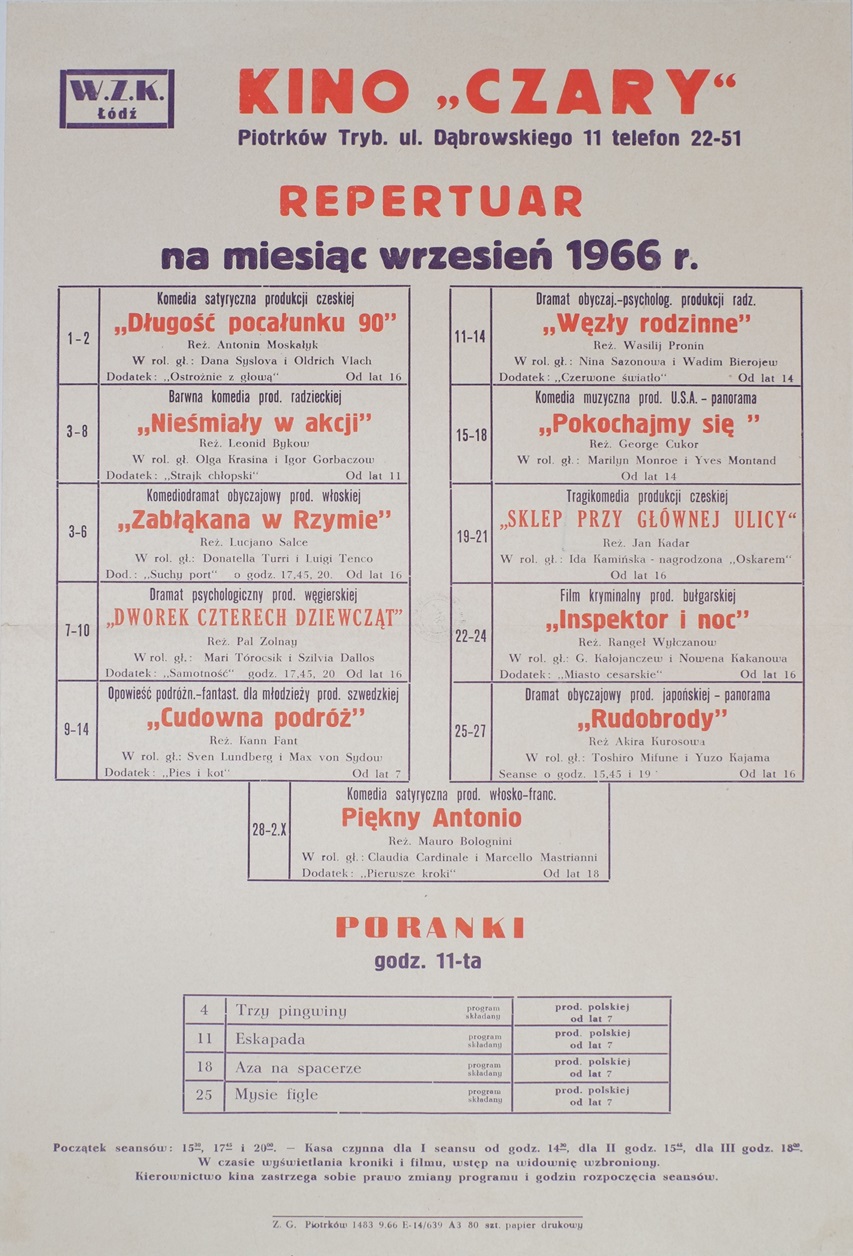 W.Z.K.
Łódź
KINO „CZARY“
Piotrków Tryb. ul. Dąbrowskiego 11 telefon 22-51
REPERTUAR
na miesiąc wrzesień 1966 r.
1-2
Komedia satyryczna produkcji czeskiej
„Długość pocałunku 90”
Reż. Antonin Moskalyk
W rol. gł.: Dana Syslova i Oldrich Vlach
Dodatek: „Ostrożnie z głową” Od lat 16
3-8
Barwna komedia prod. radzieckiej
„Nieśmiały w akcji”
Reż. Leonid Bykow
W rol. gł. Olga Krasina i Igor Gorbaczow
Dodatek: „Strajk chłopski” Od lat 11
3-6
Komediodramat obyczajowy prod. włoskiej
„Zabłąkana w Rzymie”
Reż. Lucjano Salce
W rol. gł.: Donatella Turri i Luigi Tenco
Dod.: „Suchy port” o godz. 17,45, 20. Od lat 16
7-10
Dramat psychologiczny prod. węgierskiej
„DWOREK CZTERECH DZIEWCZĄT”
Reż. Pal Zolnay
W rol. gł.: Mari Tórocsik i Szilvia Dallos
Dodatek: „Samotność” godz. 17,45, 20 Od lat 16
9-14
Opowieść podróżn.-fantast. dla młodzieży prod. szwedzkiej
„Cudowna podróż”
Reż. Kann Fant
W rol. gł.: Sven Lundberg i Max von Sydow
Dodatek: „Pies i kot” Od lat 7
11-14
Dramat obyczaj.-psycholog. produkcji radz.
„Węzły rodzinne”
Reż. Wasilij Pronin
W rol. gł.: Nina Sazonowa i Wadim Bierojew
Dodatek: „Czerwone światło” Od lat 14
15-18
Komedia muzyczna prod. U.S.A. - panorama
„Pokochajmy się ”
Reż. George Cukor
W rol. gł.: Marilyn Monroe i Yves Montand
Od lat 14
19-21
Tragikomedia produkcji czeskiej
„SKLEP PRZY GŁÓWNEJ ULICY“
Reż. Jan Kadar
W rol. gł.: Ida Kamińska - nagrodzona „Oskarem”
Od lat 16
22-24
Film kryminalny prod. bułgarskiej
„Inspektor i noc”
Reż. Rangeł Wyłczanow
W rol. gł.: G. Kałojanczew i Nowena Kakanowa
Dodatek: „Miasto cesarskie” Od lat 16
25-27
Dramat obyczajowy prod. japońskiej - panorama
„Rudobrody”
Reż Akira Kurosowa
W rol. gł.: Toshiro Mifune i Yuzo Kajama
Seanse o godz. 15,45 i 19 Od lat 16
28-2.X
Komedia satyryczna prod. włosko-franc.
Piękny Antonio
Reż. Mauro Bolognini
W rol. gł.: Claudia Cardinale i Marcello Mastrianni
Dodatek: „Pierwsze kroki” Od lat 18
PORANKI
godz. 11-ta
4 Trzy pingwiny program składany prod. polskiej od lat 7
11 Eskapada program składany prod. polskiej od lat 7
18 Aza na spacerze program składany prod. polskiej od lat 7
25 Mysie figle program składany prod. polskiej od lat 7
Początek seansów: 15³⁰, 17⁴⁵ i 20⁰⁰. — Kasa czynna dla I seansu od godz. 14³⁰, dla II godz. 15⁴⁵, dla III godz. 18⁰⁰.
W czasie wyświetlania kroniki i filmu, wstęp na widownię wzbroniony.
Kierownictwo kina zastrzega sobie prawo zmiany programu i godzin rozpoczęcia seansów.
Z. G. Piotrków 1483 9.66 E-14/639 A3 80 szt. papier drukowy